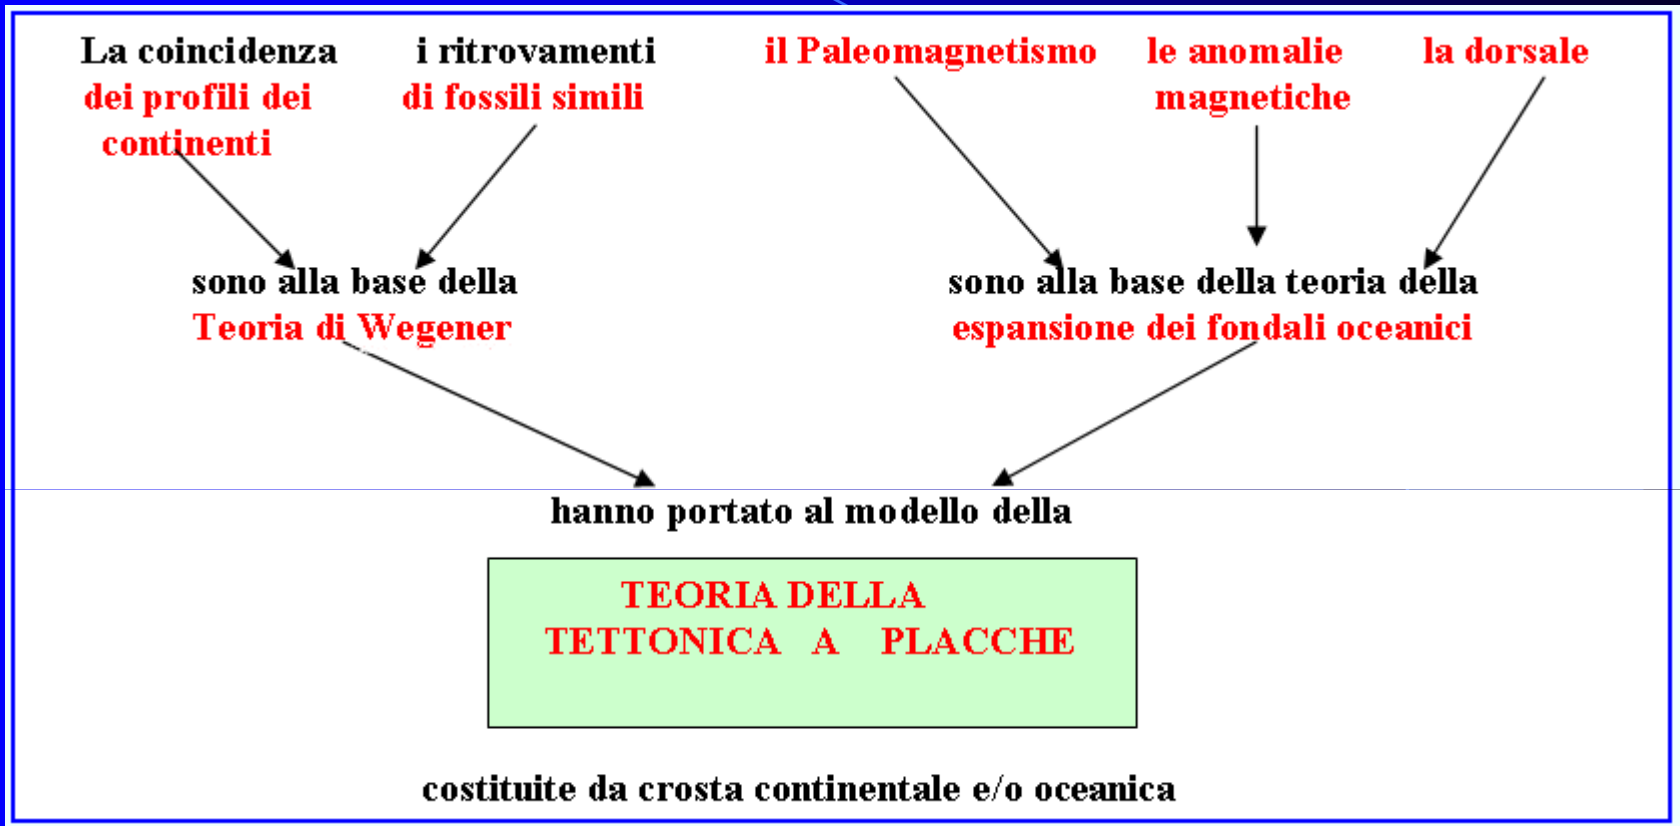 La coincidenza
dei profili dei
continenti
i ritrovamenti
di fossili simili
il Paleomagnetismo
le anomalie
magnetiche
la dorsale
sono alla base della
Teoria di Wegener
sono alla base della teoria della
espansione dei fondali oceanici
hanno portato al modello della
TEORIA DELLA
TETTONICA A PLACCHE
costituite da crosta continentale e/o oceanica